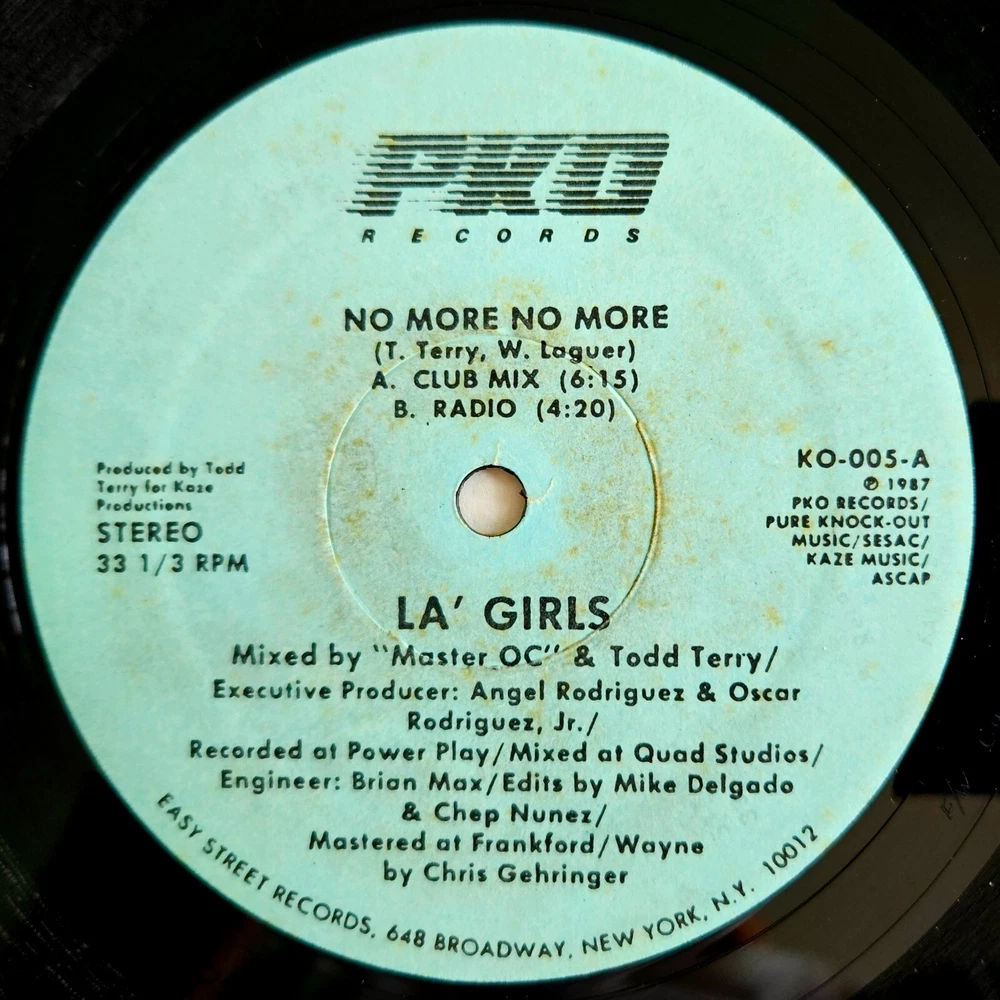 PKO
RECORDS
NO MORE NO MORE
(T. Terry, W. Laguer)
A. CLUB MIX (6:15)
B. RADIO (4:20)
Produced by Todd
Terry for Kaze
Productions
STEREO
33 1/3 RPM
KO-005-A
℗ 1987
PKO RECORDS/
PURE KNOCK-OUT
MUSIC/SESAC/
KAZE MUSIC/
ASCAP
LA' GIRLS
Mixed by "Master OC" & Todd Terry/
Executive Producer: Angel Rodriguez & Oscar
Rodriguez, Jr./
Recorded at Power Play/Mixed at Quad Studios/
Engineer: Brian Max/Edits by Mike Delgado
& Chep Nunez/
Mastered at Frankford/Wayne
by Chris Gehringer
EASY STREET RECORDS, 648 BROADWAY, NEW YORK, N.Y. 10012